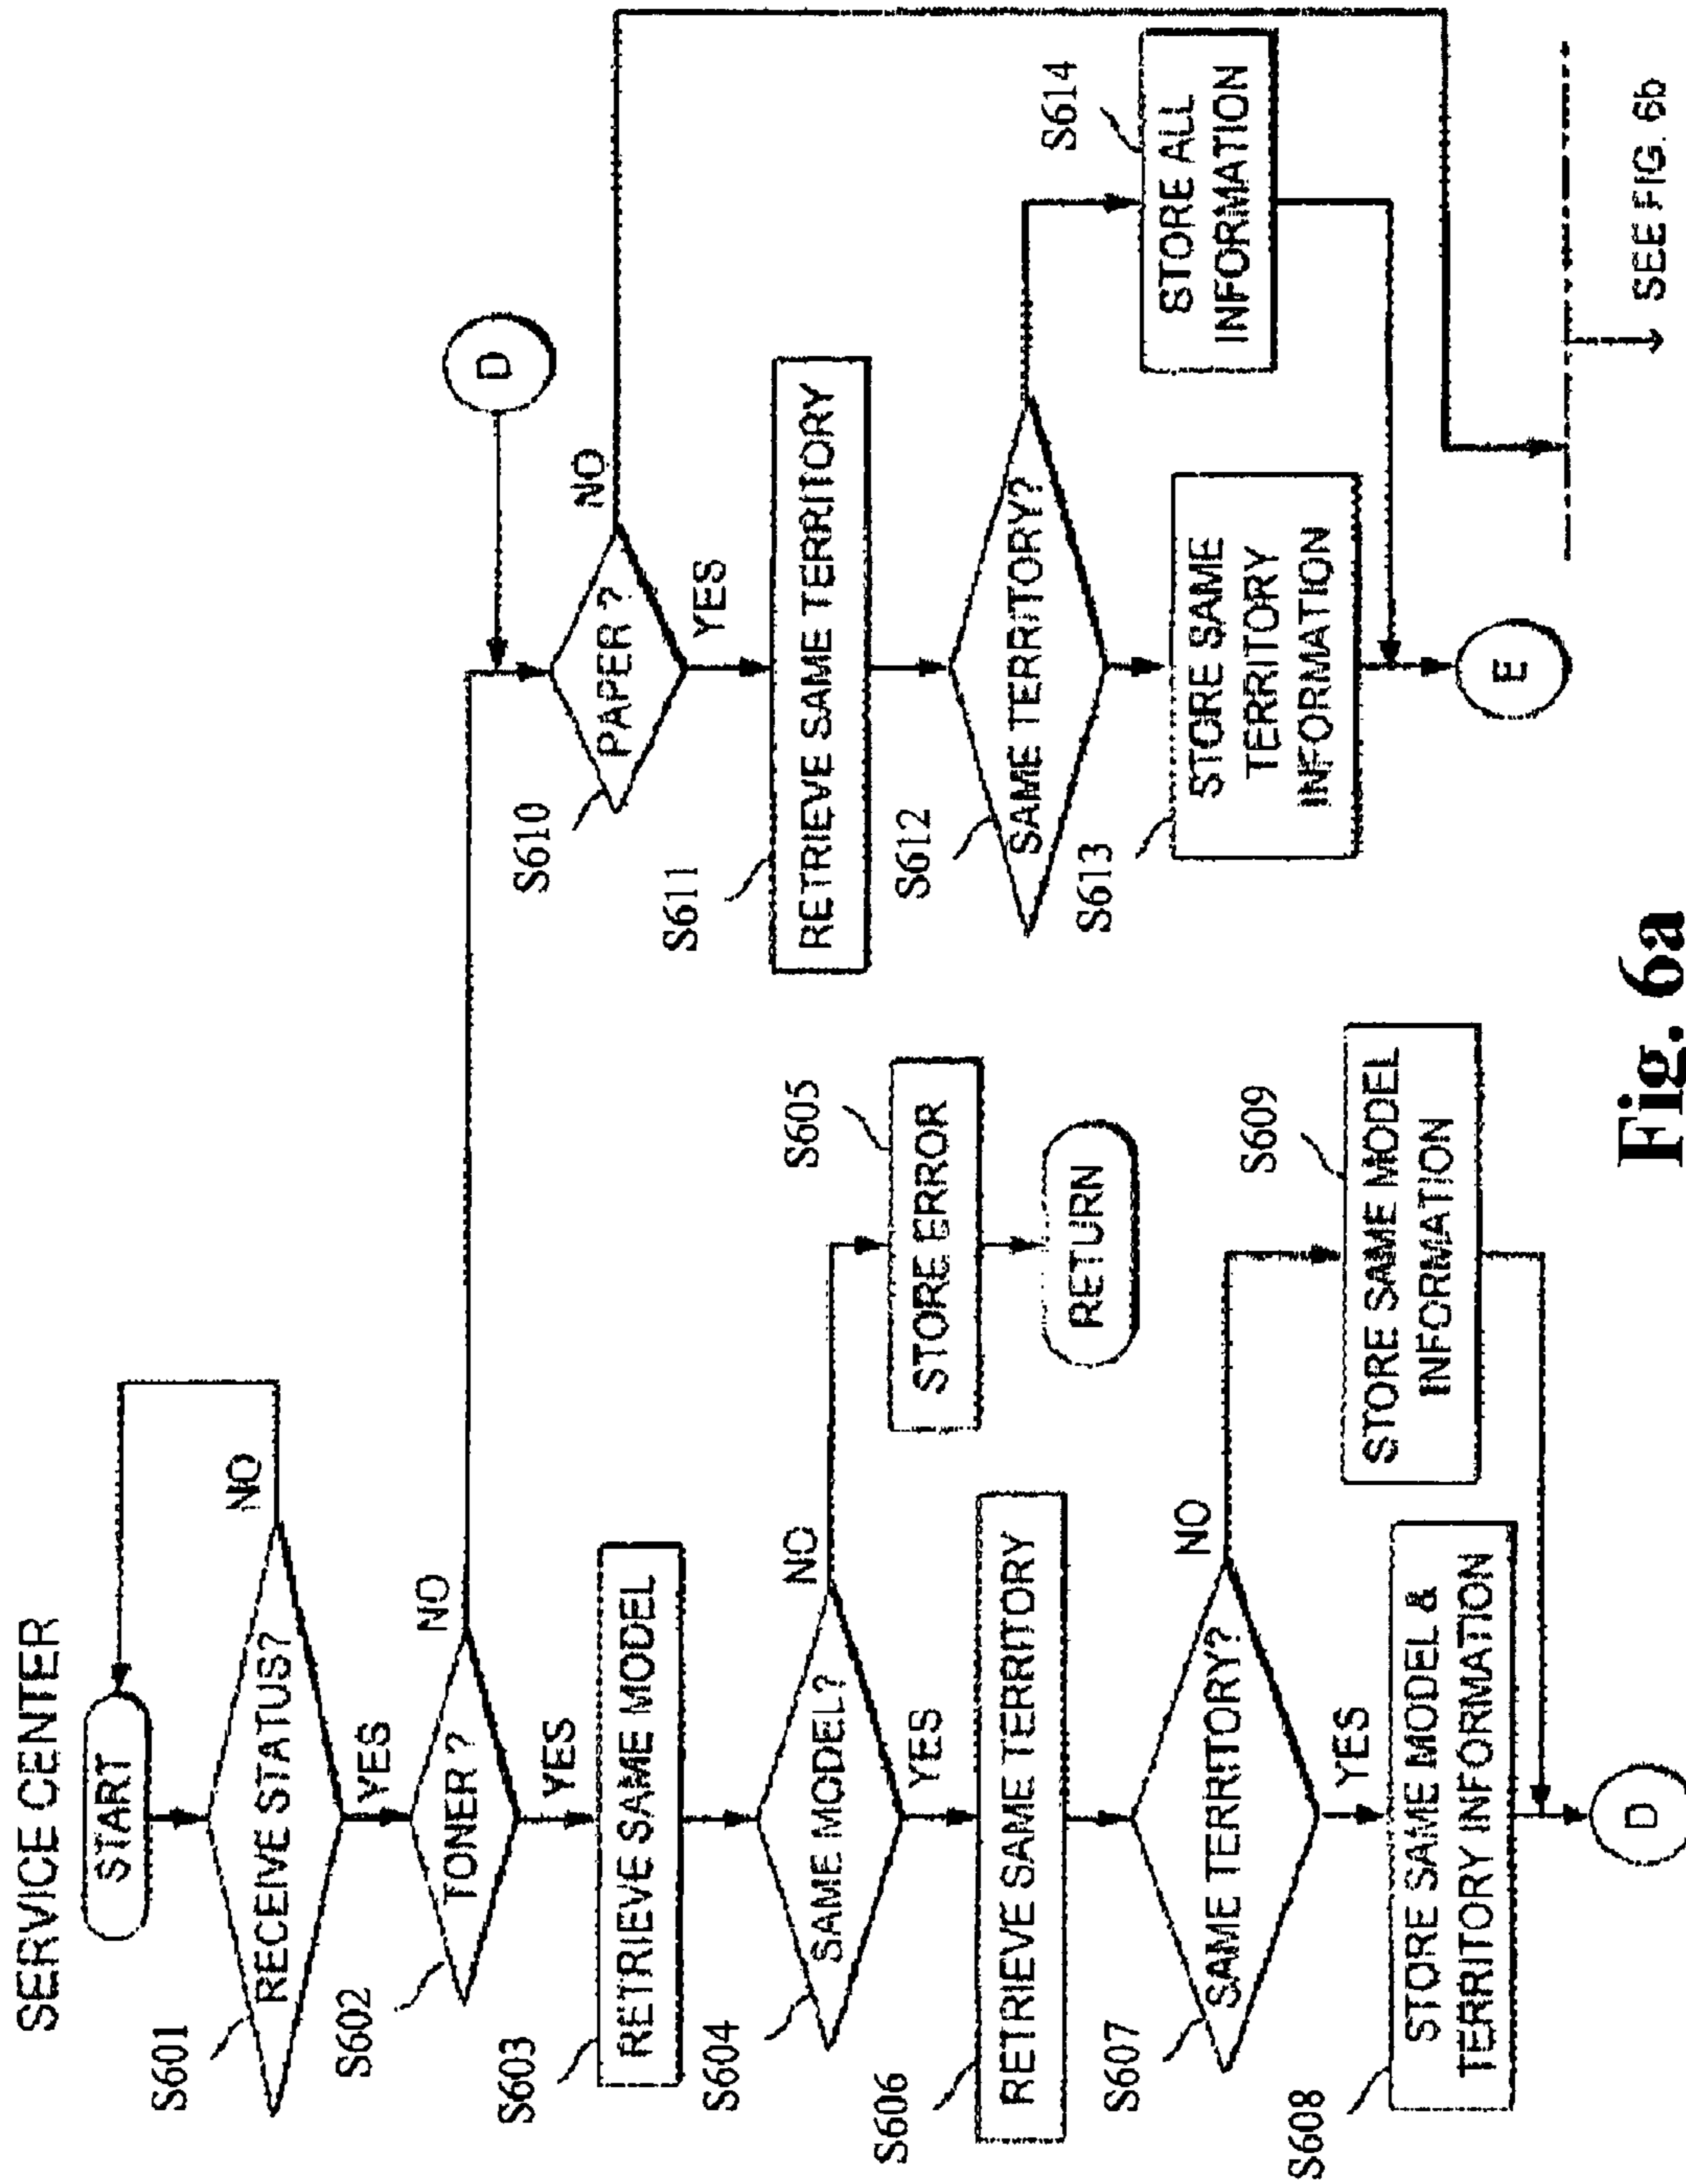 SERVICE CENTER
START
S601
RECEIVE STATUS?
NO
YES
S602
TONER ?
NO
YES
S603
RETRIEVE SAME MODEL
S604
SAME MODEL?
NO
YES
S605
STORE ERROR
RETURN
S606
RETRIEVE SAME TERRITORY
S607
SAME TERRITORY?
NO
YES
S608
STORE SAME MODEL &
TERRITORY INFORMATION
S609
STORE SAME MODEL
INFORMATION
D
D
S610
PAPER ?
NO
YES
S611
RETRIEVE SAME TERRITORY
S612
SAME TERRITORY?
S613
STORE SAME
TERRITORY
INFORMATION
S614
STORE ALL
INFORMATION
E
SEE FIG. 6b
Fig. 6a